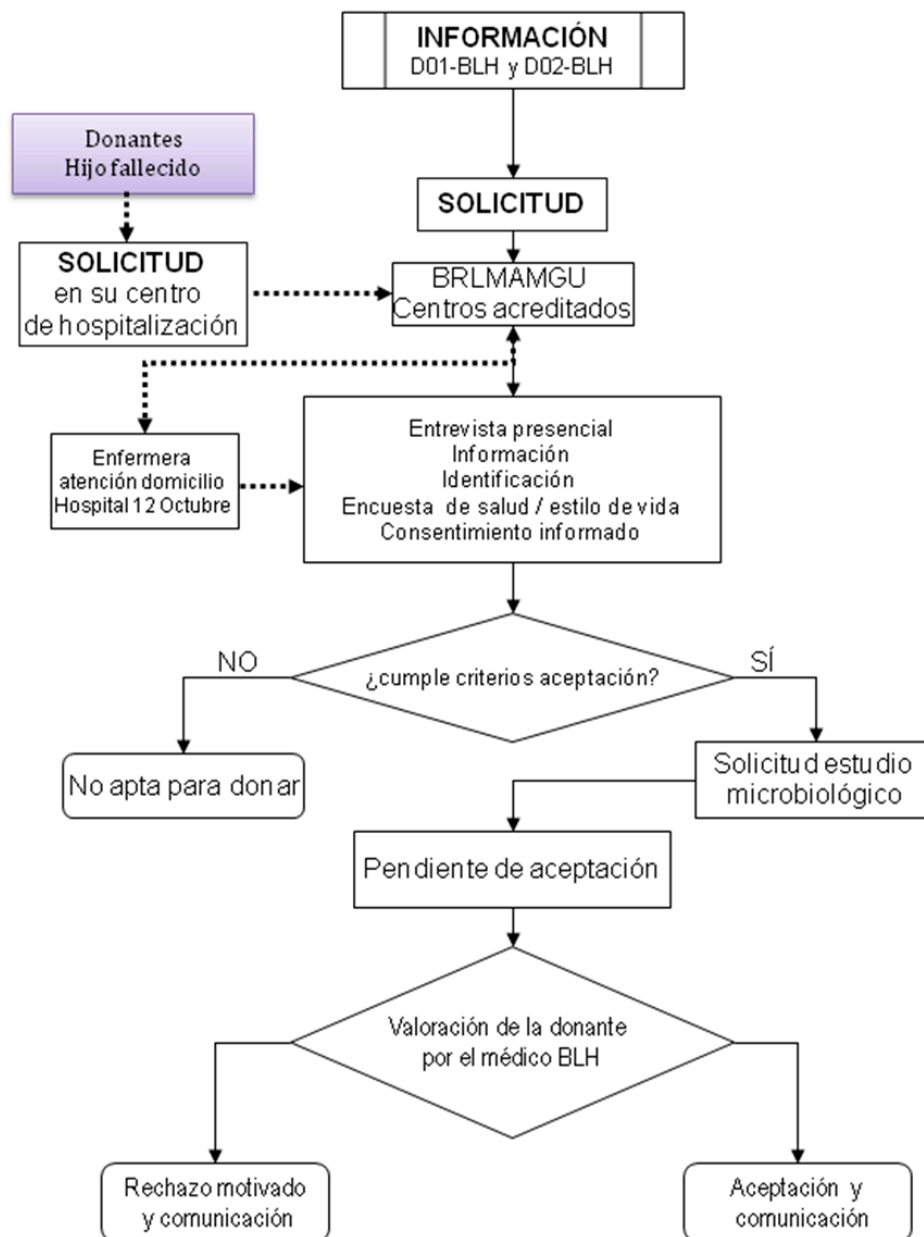 INFORMACIÓN
D01-BLH y D02-BLH
Donantes
Hijo fallecido
SOLICITUD
SOLICITUD
en su centro
de hospitalización
BRLMAMGU
Centros acreditados
Enfermera
atención domicilio
Hospital 12 Octubre
Entrevista presencial
Información
Identificación
Encuesta de salud / estilo de vida
Consentimiento informado
NO
¿cumple criterios aceptación?
SÍ
No apta para donar
Solicitud estudio
microbiológico
Pendiente de aceptación
Valoración de la donante
por el médico BLH
Rechazo motivado
y comunicación
Aceptación y
comunicación